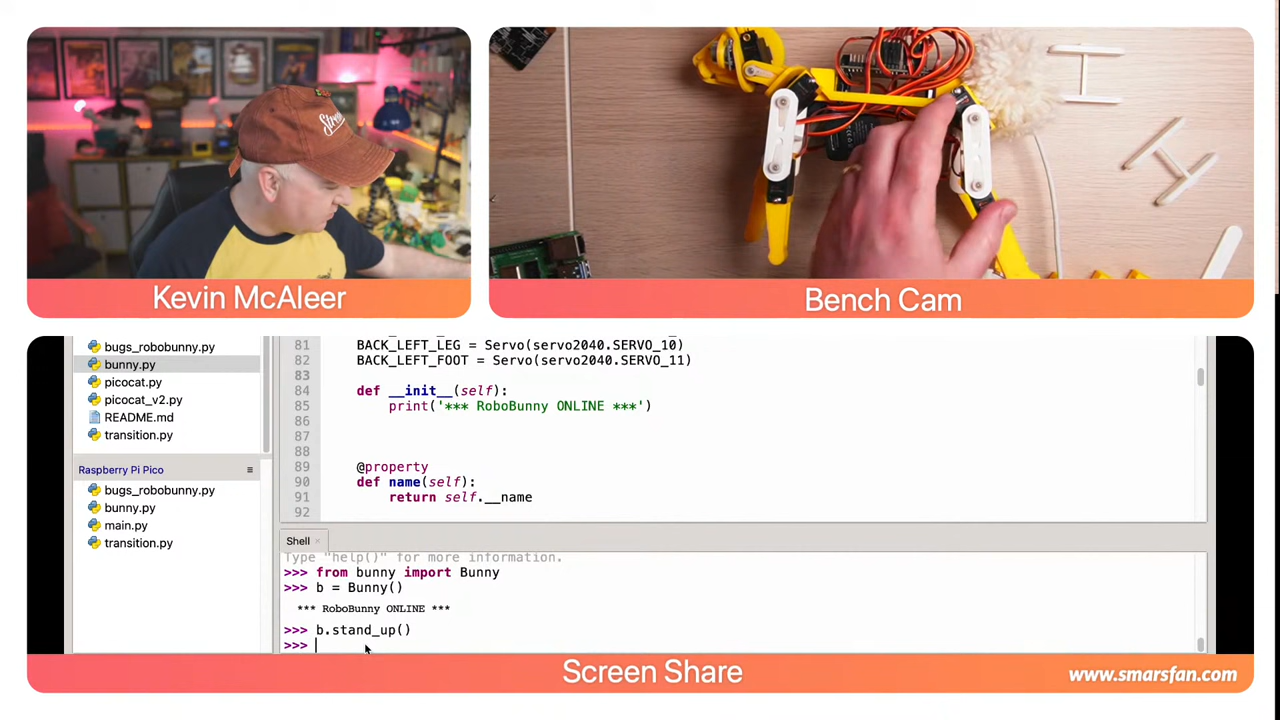 Kevin McAleer
Bench Cam
bugs_robobunny.py
bunny.py
picocat.py
picocat_v2.py
README.md
transition.py
Raspberry Pi Pico
bugs_robobunny.py
bunny.py
main.py
transition.py
81 BACK_LEFT_LEG = Servo(servo2040.SERVO_10)
82 BACK_LEFT_FOOT = Servo(servo2040.SERVO_11)
83
84 def __init__(self):
85 print('*** RoboBunny ONLINE ***')
86
87
88
89 @property
90 def name(self):
91 return self.__name
92
Shell
Type "help()" for more information.
>>> from bunny import Bunny
>>> b = Bunny()
*** RoboBunny ONLINE ***
>>> b.stand_up()
>>>
Screen Share
www.smarsfan.com